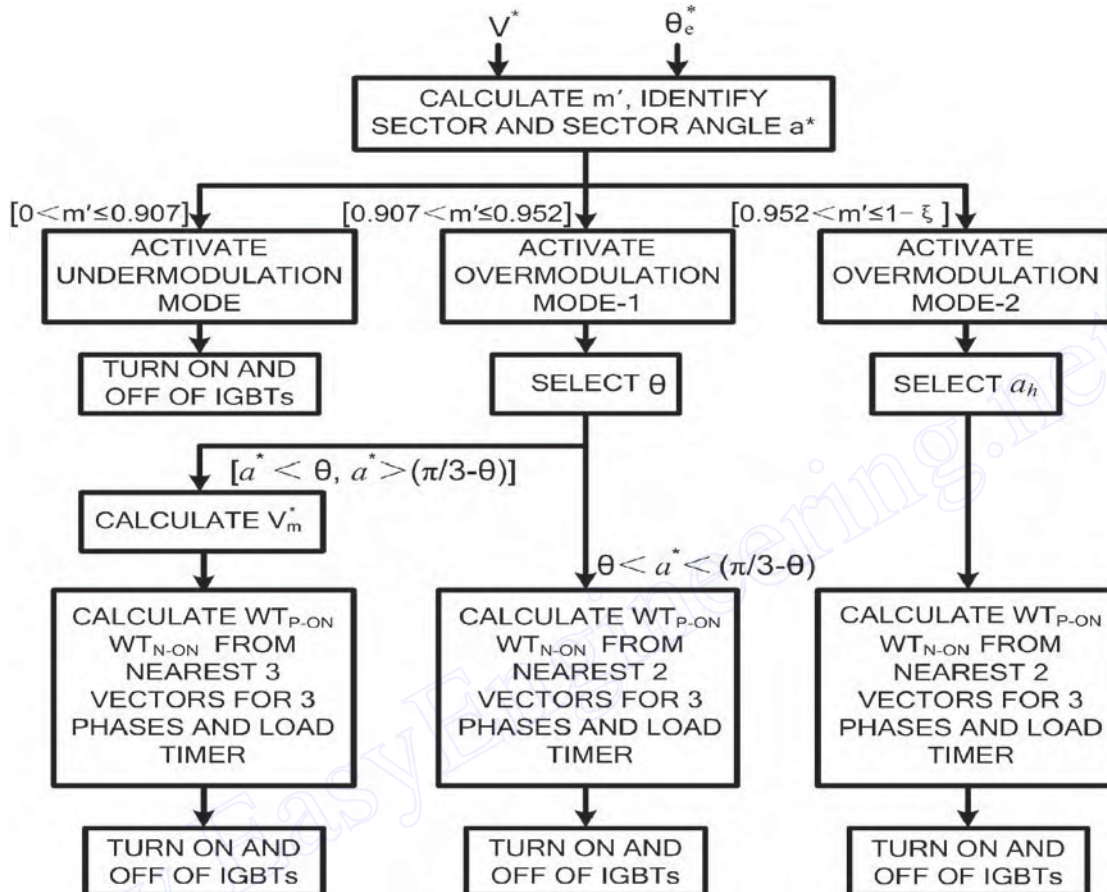 V*
θe*
CALCULATE m′, IDENTIFY
SECTOR AND SECTOR ANGLE a*
[0<m′≤0.907]
[0.907<m′≤0.952]
[0.952<m′≤1- ξ ]
ACTIVATE
UNDERMODULATION
MODE
ACTIVATE
OVERMODULATION
MODE-1
ACTIVATE
OVERMODULATION
MODE-2
TURN ON AND
OFF OF IGBTs
SELECT θ
SELECT ah
[a* < θ, a* >(π/3-θ)]
CALCULATE Vm*
θ< a* <(π/3-θ)
CALCULATE WTP-ON
WTN-ON FROM
NEAREST 3
VECTORS FOR 3
PHASES AND LOAD
TIMER
CALCULATE WTP-ON
WTN-ON FROM
NEAREST 2
VECTORS FOR 3
PHASES AND LOAD
TIMER
CALCULATE WTP-ON
WTN-ON FROM
NEAREST 2
VECTORS FOR 3
PHASES AND LOAD
TIMER
TURN ON AND
OFF OF IGBTs
TURN ON AND
OFF OF IGBTs
TURN ON AND
OFF OF IGBTs
EasyEngineering.net